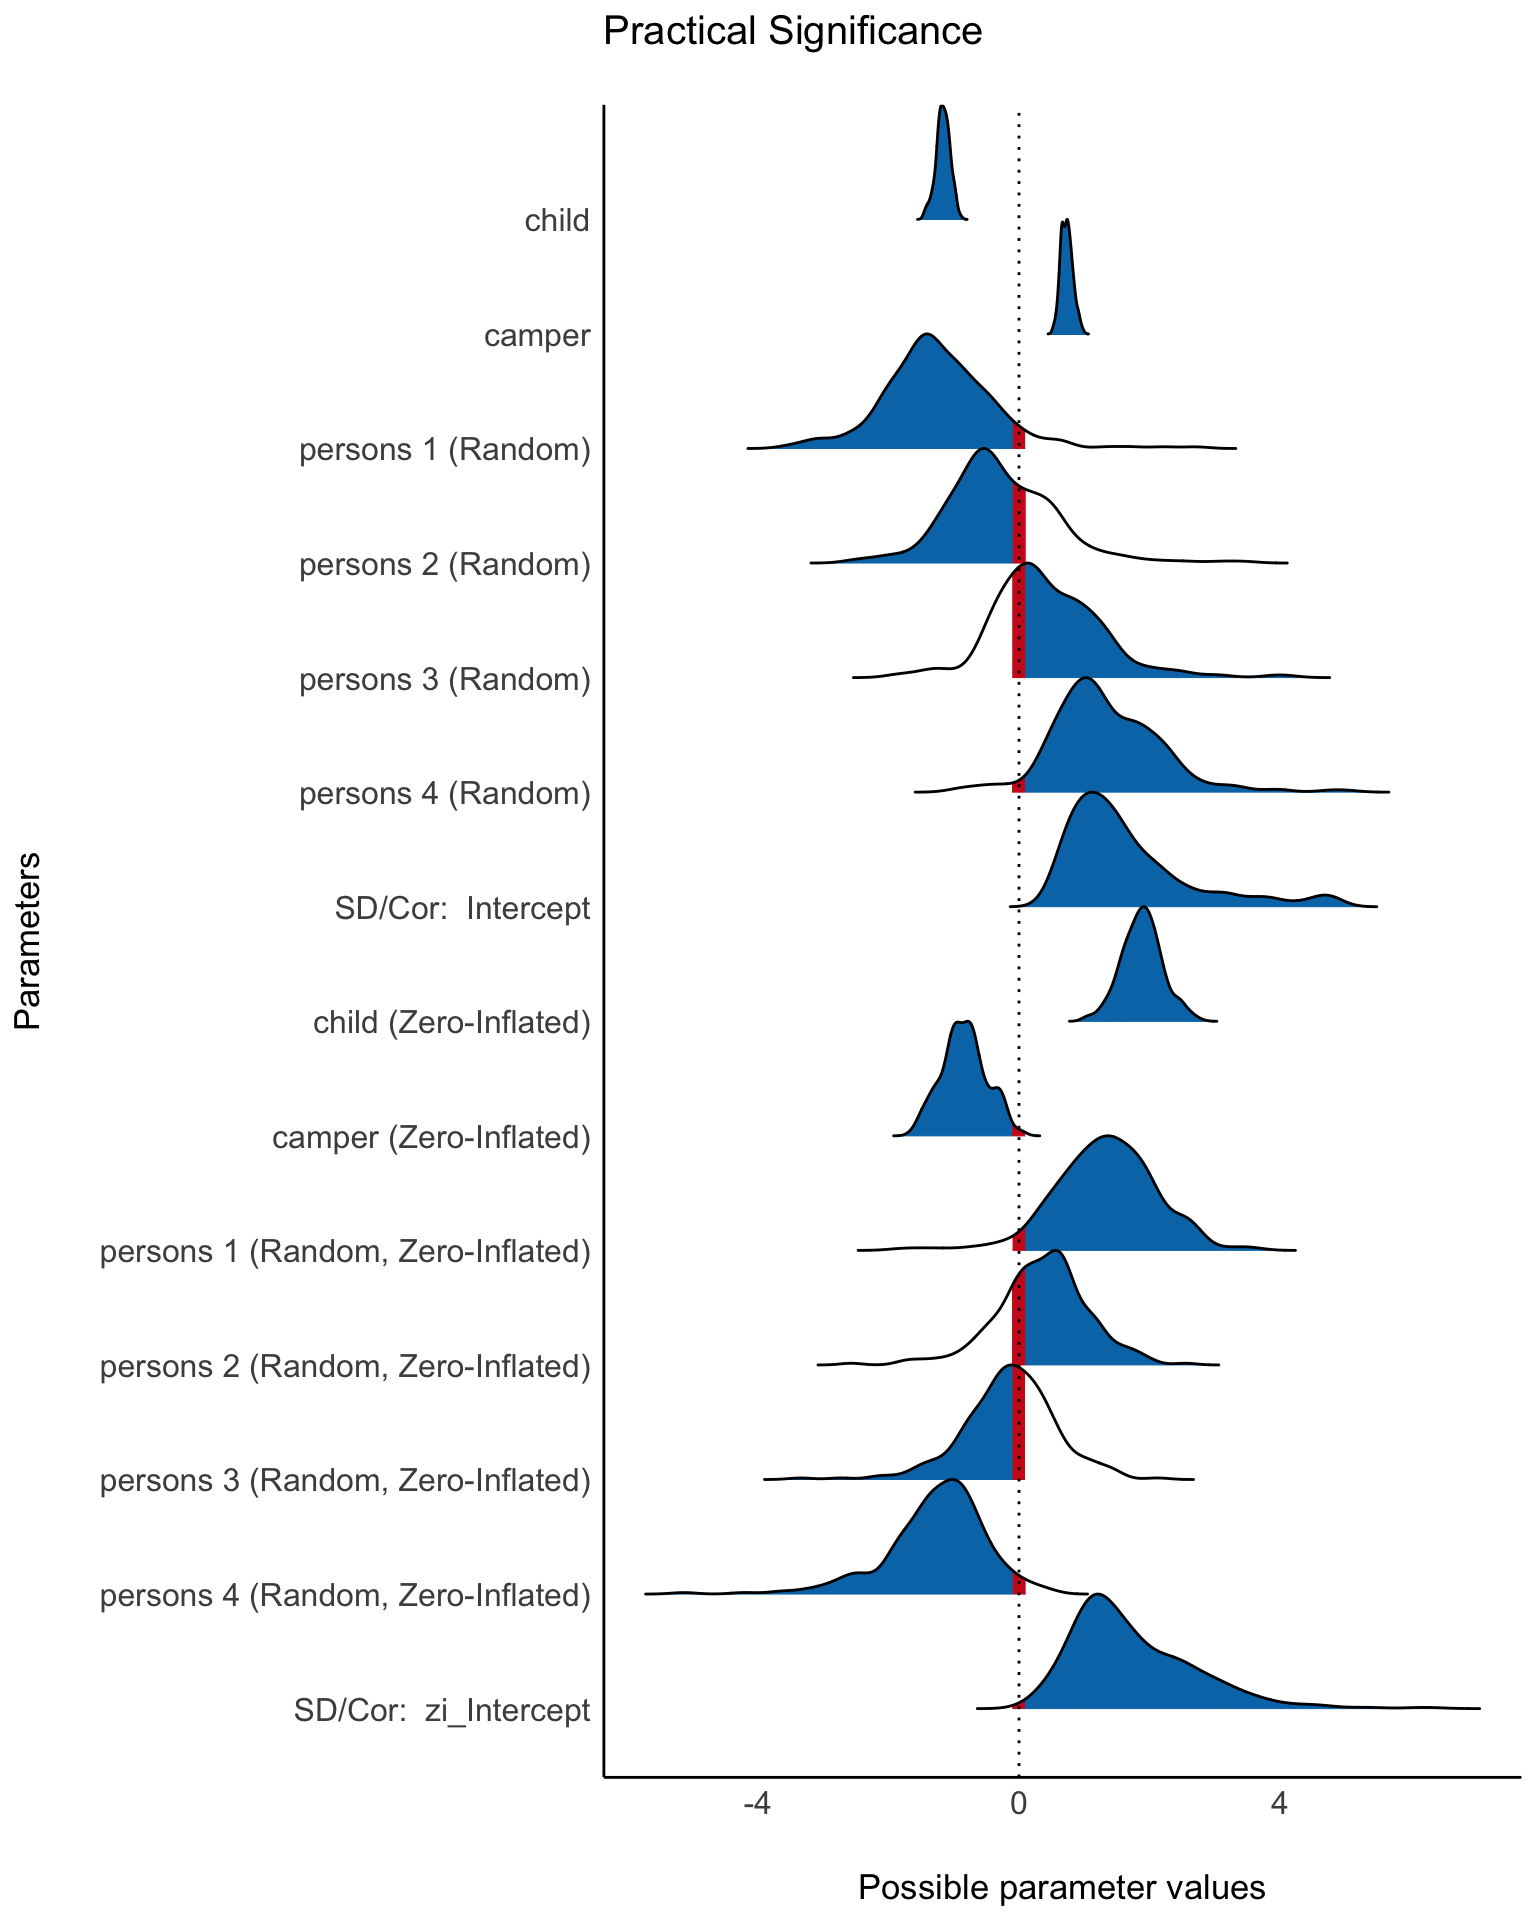 Practical Significance
child
camper
persons 1 (Random)
persons 2 (Random)
persons 3 (Random)
persons 4 (Random)
SD/Cor:  Intercept
child (Zero-Inflated)
camper (Zero-Inflated)
persons 1 (Random, Zero-Inflated)
persons 2 (Random, Zero-Inflated)
persons 3 (Random, Zero-Inflated)
persons 4 (Random, Zero-Inflated)
SD/Cor:  zi_Intercept
Parameters
-4 0 4
Possible parameter values